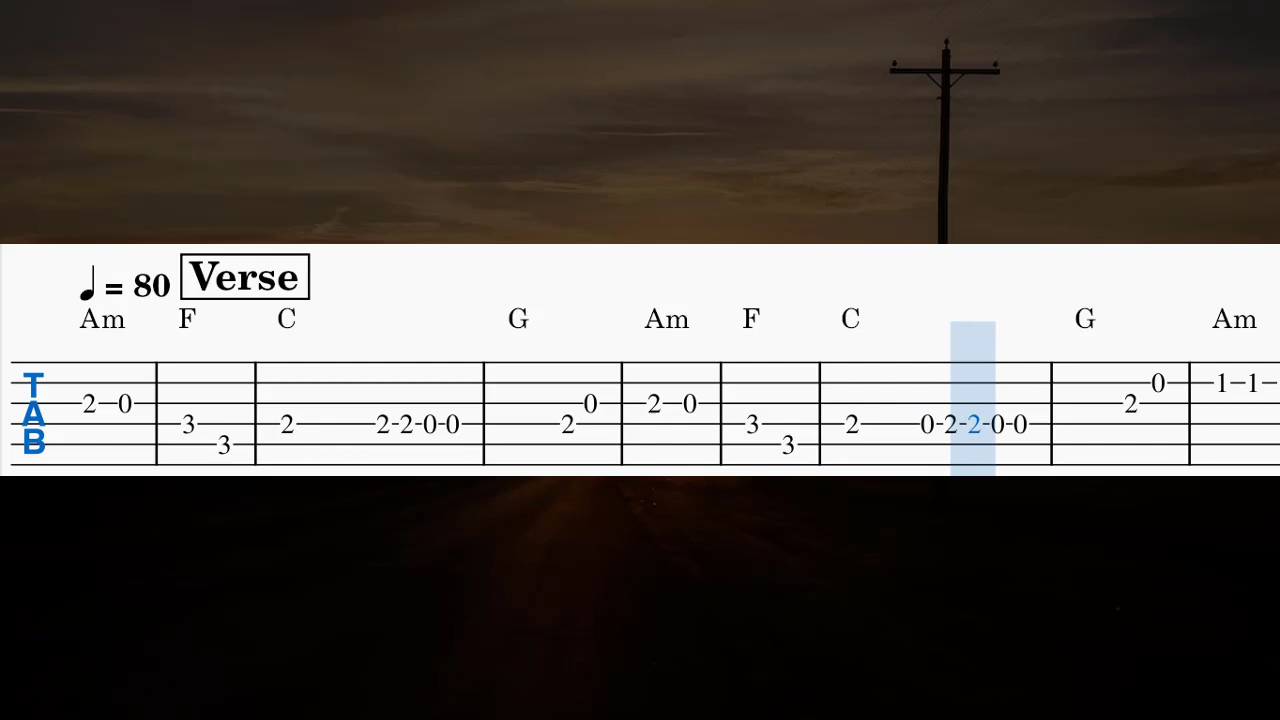 ♩ = 80 Verse
Am F C G Am F C G Am
T
A
B
0 1 1
2 0 0 2 0 2
3 2 2 2 0 0 2 3 2 0 2 2 0 0
3 3